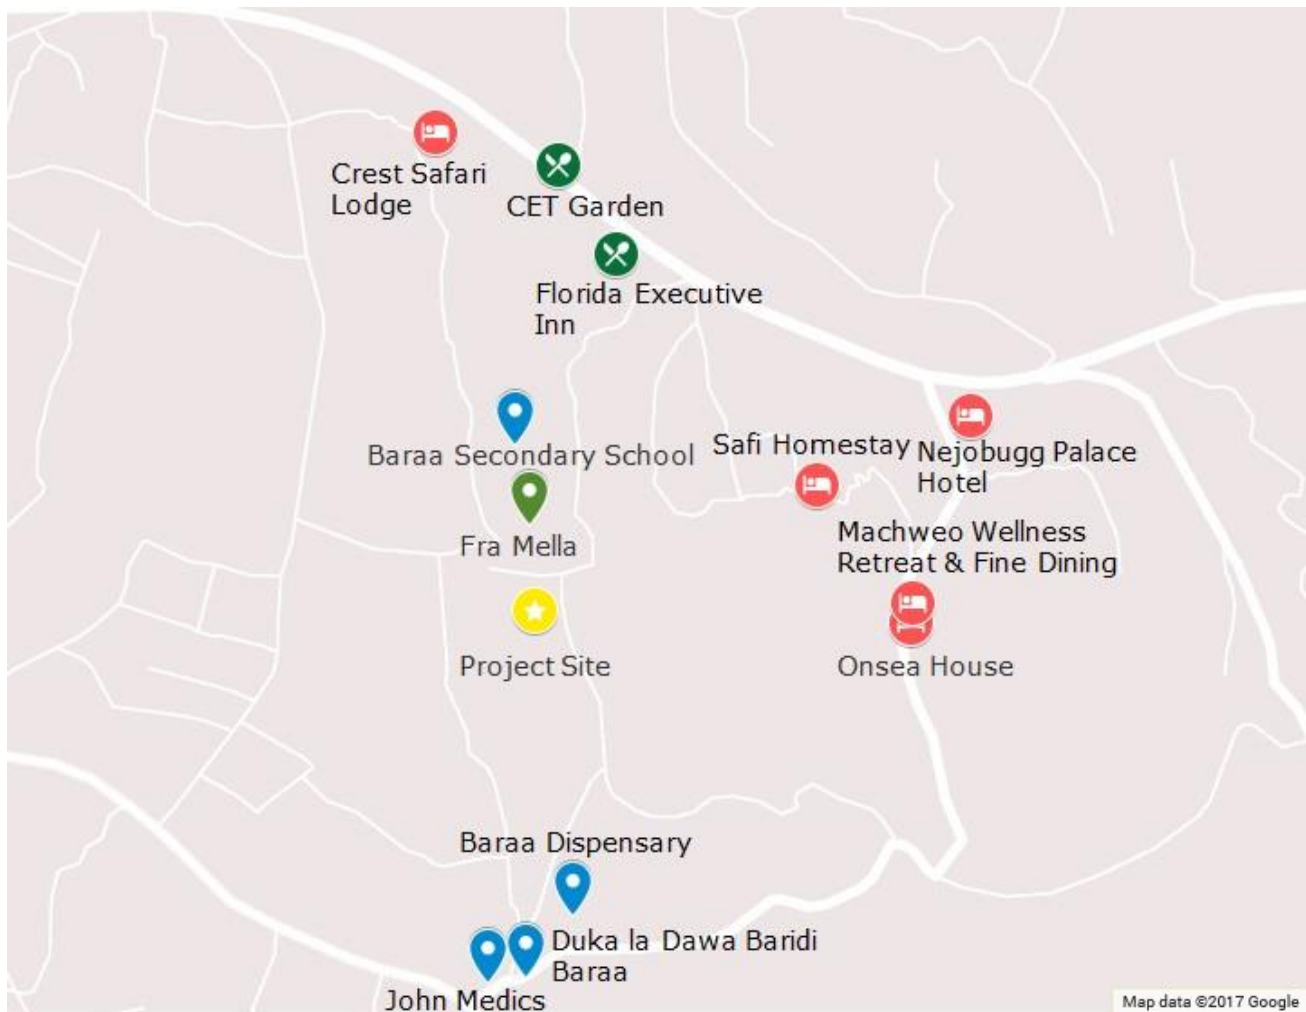 Crest Safari
Lodge
CET Garden
Florida Executive
Inn
Baraa Secondary School
Safi Homestay
Nejobugg Palace
Hotel
Fra Mella
Machweo Wellness
Retreat & Fine Dining
Project Site
Onsea House
Baraa Dispensary
Duka la Dawa Baridi
Baraa
John Medics
Map data ©2017 Google